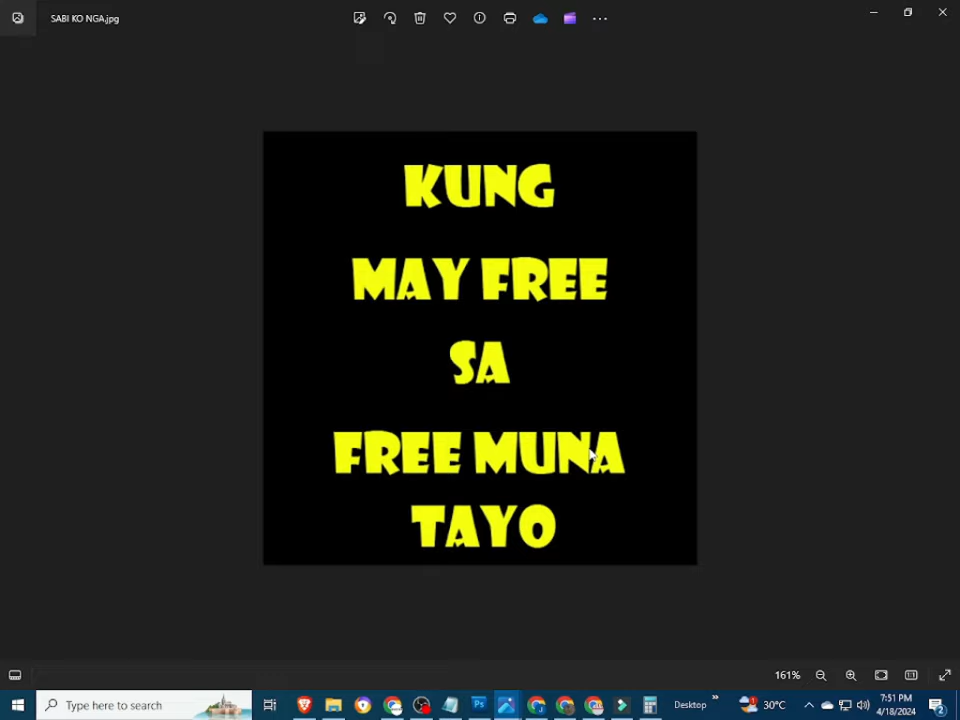 SABI KO NGA.jpg
KUNG
MAY FREE
SA
FREE MUNA
TAYO
161%
Type here to search
Desktop
30°C
7:51 PM
4/18/2024
2